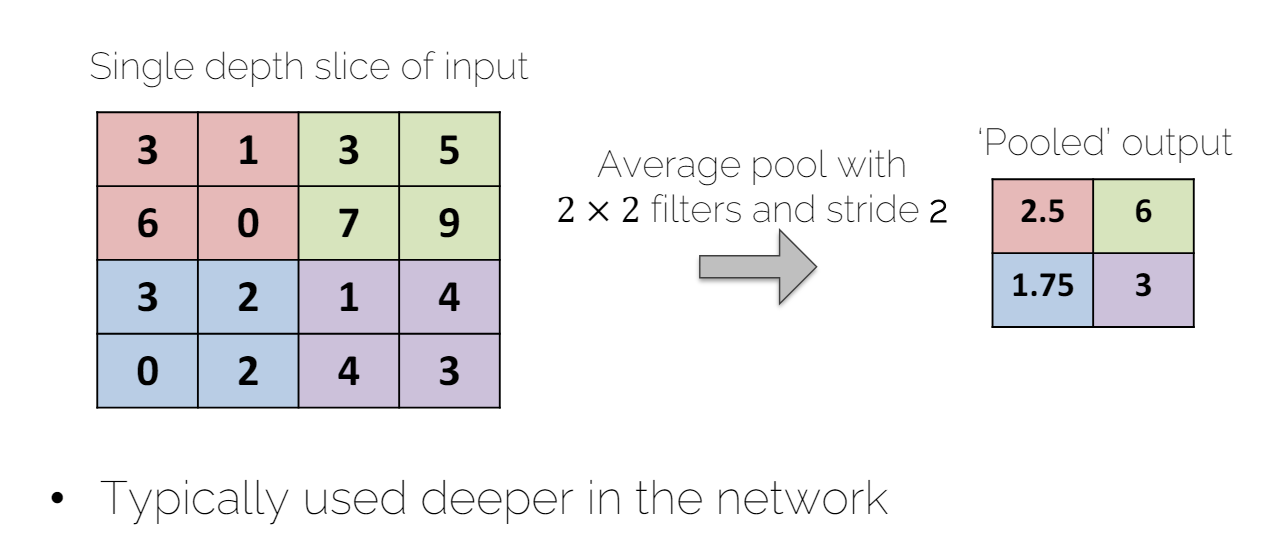 Single depth slice of input
3 1 3 5
6 0 7 9
3 2 1 4
0 2 4 3
Average pool with
2 × 2 filters and stride 2
'Pooled' output
2.5 6
1.75 3
• Typically used deeper in the network